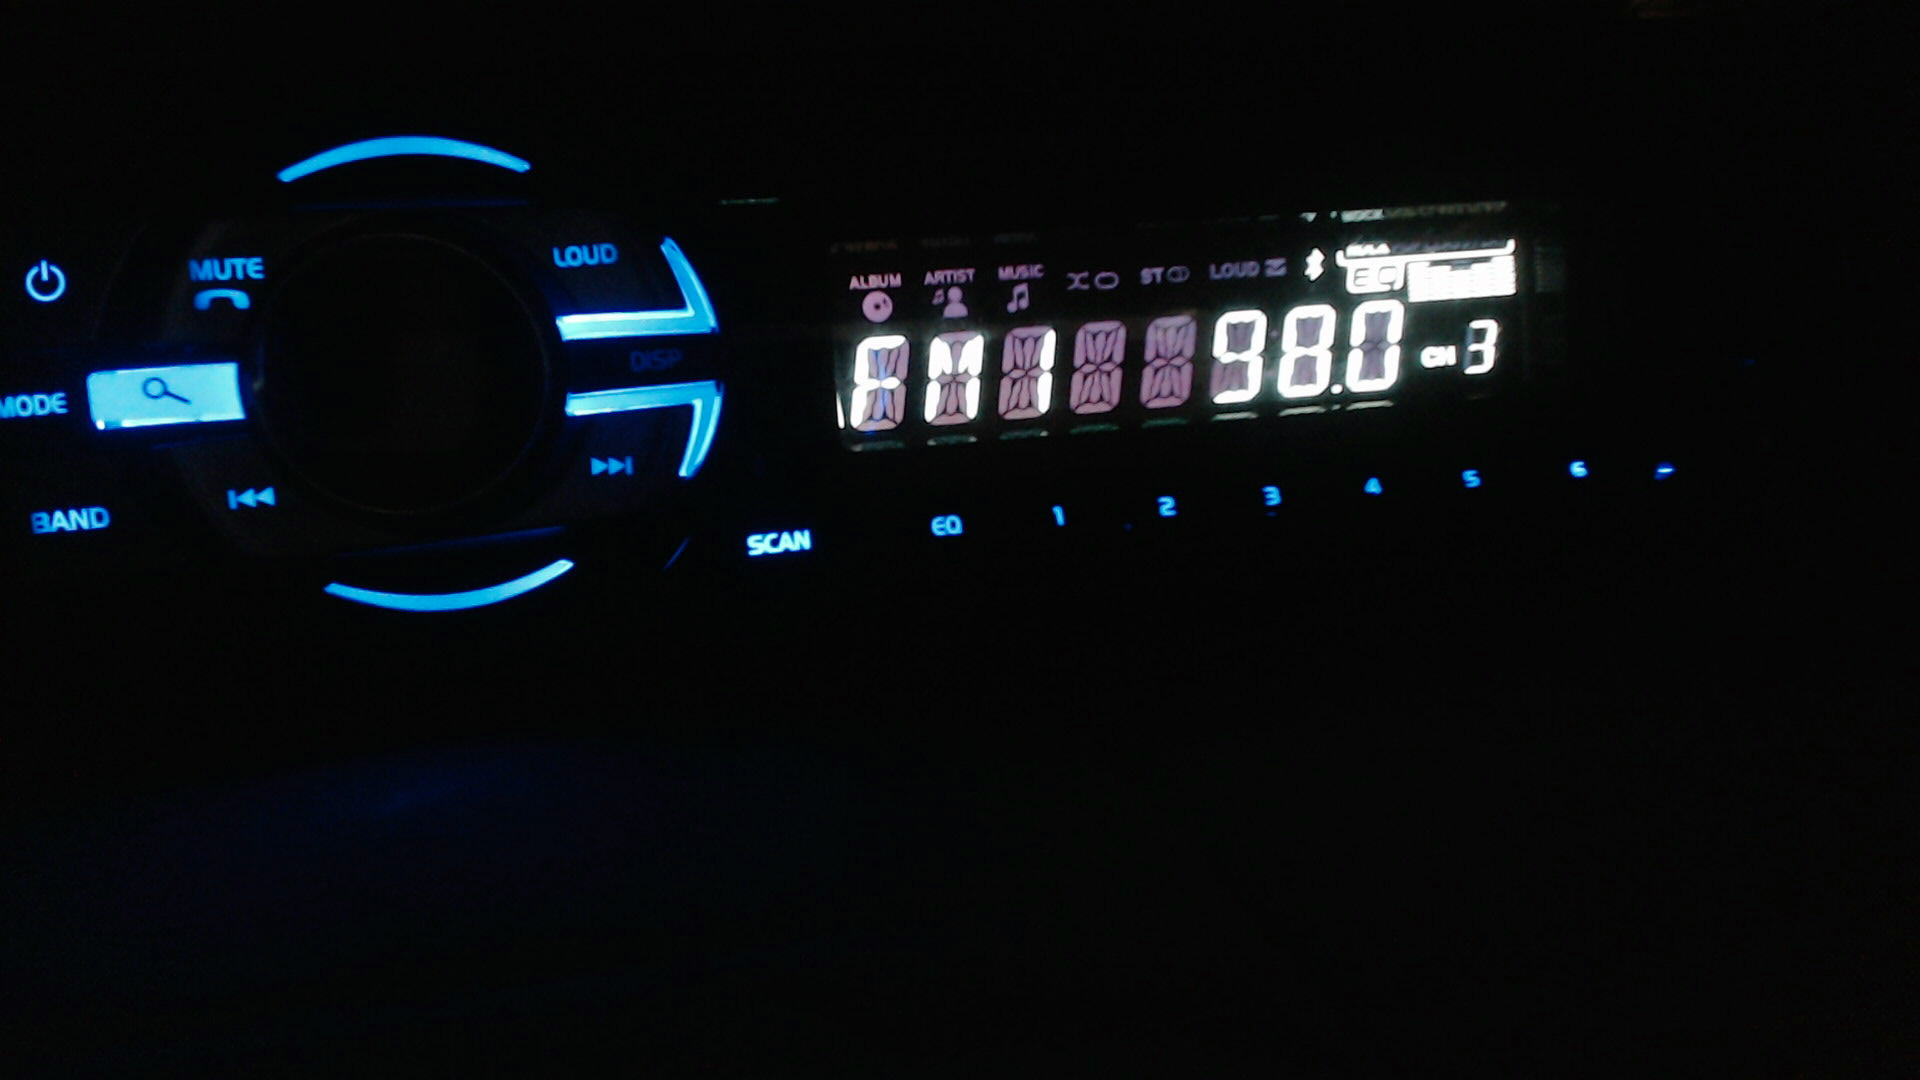 MUTE
LOUD
DISP
MODE
BAND
ALBUM ARTIST MUSIC ST LOUD EQ
FM1 98.0 CH 3
SCAN EQ 1 2 3 4 5 6